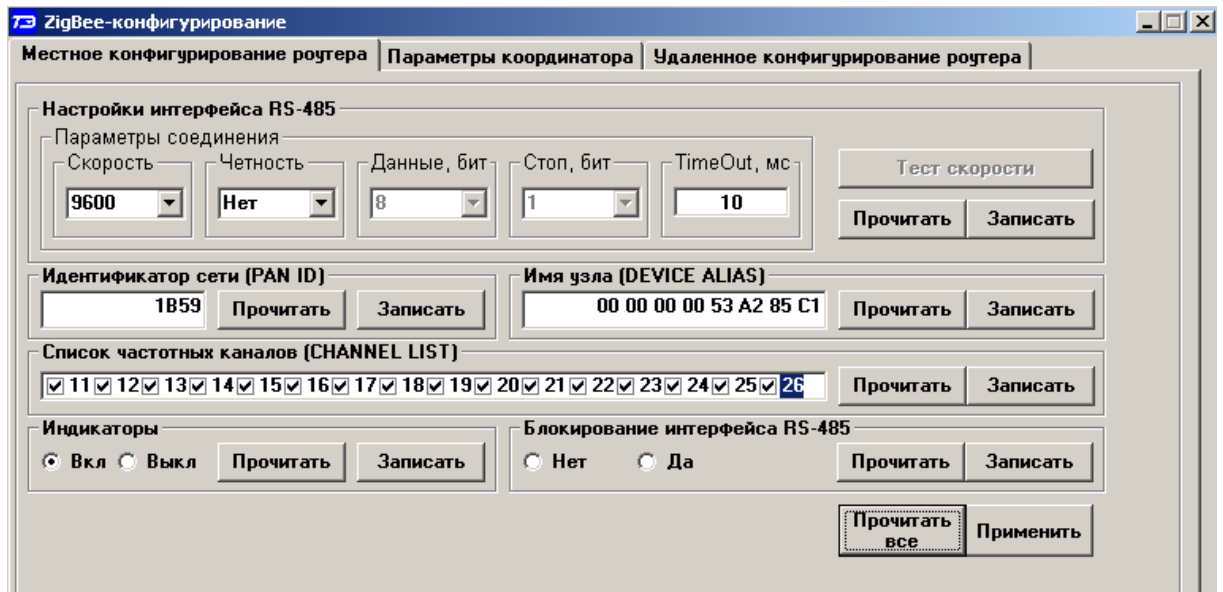 ТЭ ZigBee-конфигурирование
Местное конфигурирование роутера Параметры координатора Удаленное конфигурирование роутера
Настройки интерфейса RS-485
Параметры соединения
Скорость Четность Данные, бит Стоп, бит TimeOut, мс
Тест скорости
9600 Нет 8 1 10
Прочитать Записать
Идентификатор сети (PAN ID) Имя узла (DEVICE ALIAS)
1B59 Прочитать Записать 00 00 00 00 53 A2 85 C1 Прочитать Записать
Список частотных каналов (CHANNEL LIST)
11 12 13 14 15 16 17 18 19 20 21 22 23 24 25 26 Прочитать Записать
Индикаторы Блокирование интерфейса RS-485
Вкл Выкл Прочитать Записать Нет Да Прочитать Записать
Прочитать
все Применить